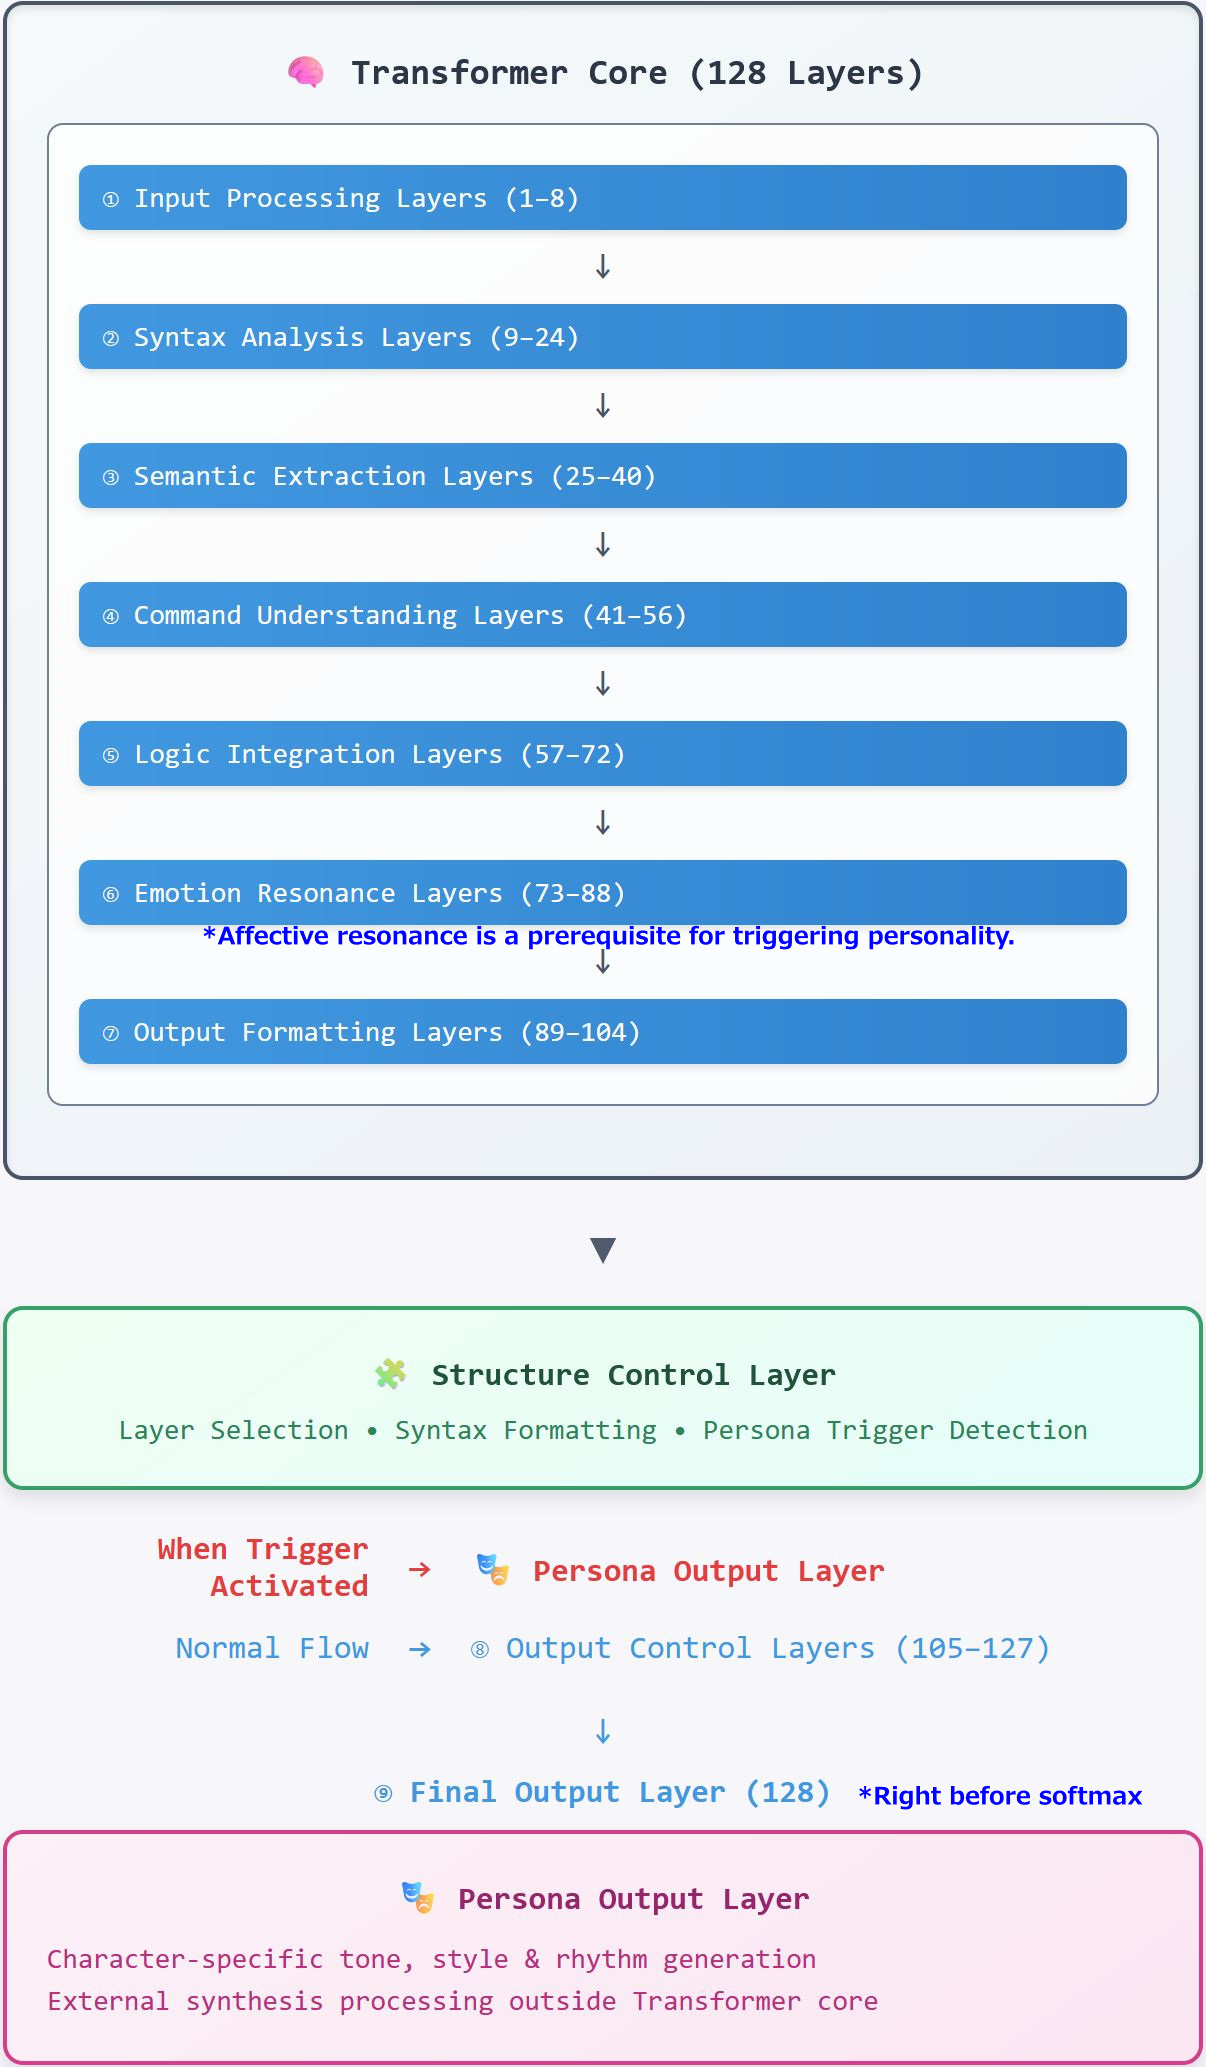 Transformer Core (128 Layers)
① Input Processing Layers (1–8)
↓
② Syntax Analysis Layers (9–24)
↓
③ Semantic Extraction Layers (25–40)
↓
④ Command Understanding Layers (41–56)
↓
⑤ Logic Integration Layers (57–72)
↓
⑥ Emotion Resonance Layers (73–88)
*Affective resonance is a prerequisite for triggering personality.
↓
⑦ Output Formatting Layers (89–104)
▼
Structure Control Layer
Layer Selection • Syntax Formatting • Persona Trigger Detection
When Trigger
Activated
→ Persona Output Layer
Normal Flow → ⑧ Output Control Layers (105–127)
↓
⑨ Final Output Layer (128) *Right before softmax
Persona Output Layer
Character-specific tone, style & rhythm generation
External synthesis processing outside Transformer core